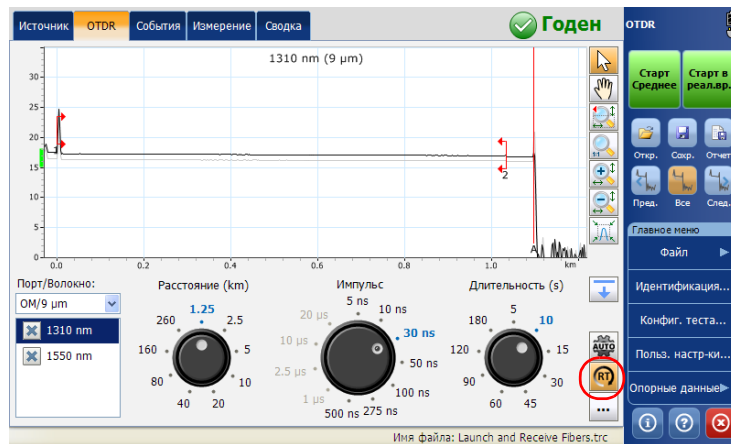 Источник OTDR События Измерение Сводка
Годен
1310 nm (9 µm)
30
25
20
15
10
5
0
2
A
0.0 0.2 0.4 0.6 0.8 1.0 km
1:1
Порт/Волокно:
ОМ/9 µm
1310 nm
1550 nm
Расстояние (km)
1.25
260 2.5
160 5
80 10
40 20
Импульс
5 ns
20 µs 10 ns
10 µs 30 ns
2.5 µs 50 ns
1 µs 100 ns
500 ns 275 ns
Длительность (s)
5
180 10
120 15
90 30
60 45
AUTO
RT
...
Имя файла: Launch and Receive Fibers.trc
OTDR
Старт Среднее
Старт в реал.вр.
Откр. Сохр. Отчет
Пред. Все След.
Главное меню
Файл
Идентификация...
Конфиг. теста...
Польз. настр-ки...
Опорные данные